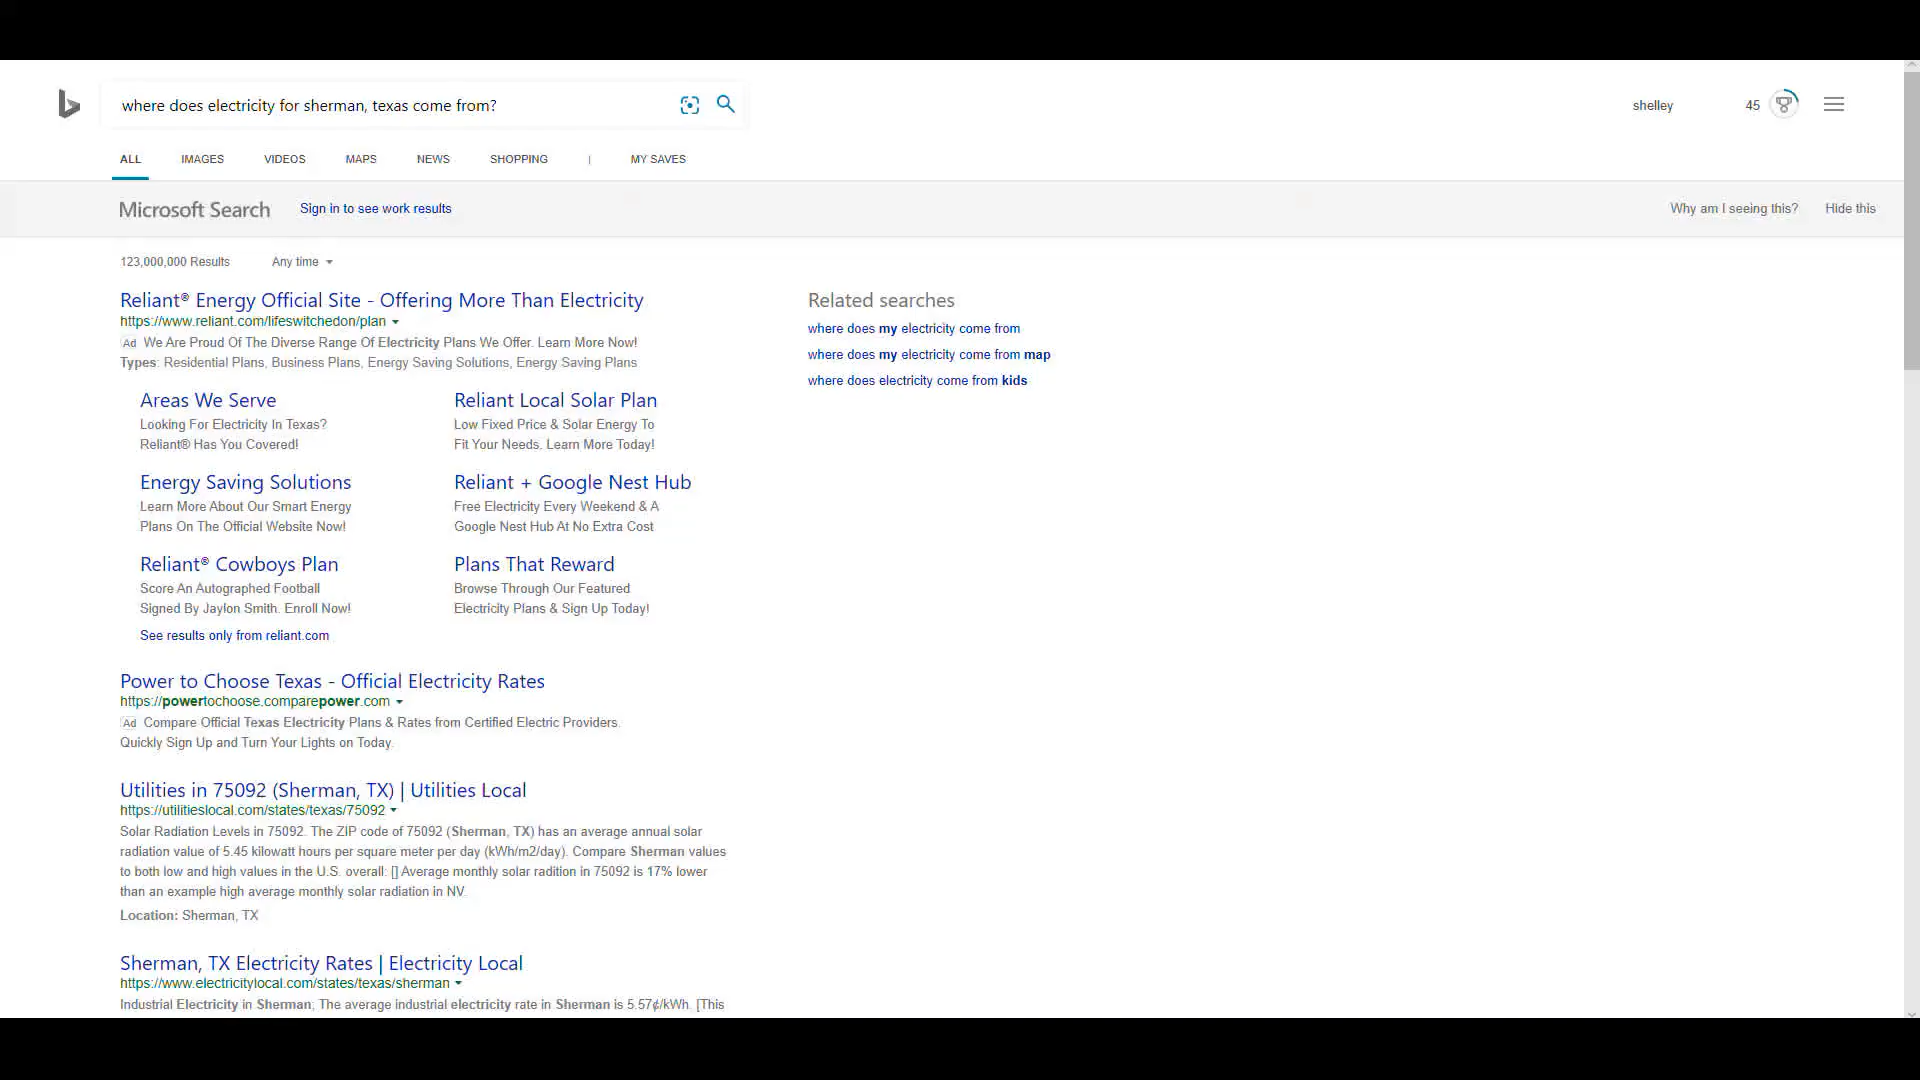 where does electricity for sherman, texas come from?
shelley
45
ALL IMAGES VIDEOS MAPS NEWS SHOPPING | MY SAVES
Microsoft Search Sign in to see work results
Why am I seeing this? Hide this
123,000,000 Results Any time
Reliant® Energy Official Site - Offering More Than Electricity
https://www.reliant.com/lifeswitchedon/plan
Ad We Are Proud Of The Diverse Range Of Electricity Plans We Offer. Learn More Now!
Types: Residential Plans, Business Plans, Energy Saving Solutions, Energy Saving Plans
Areas We Serve
Looking For Electricity In Texas?
Reliant® Has You Covered!
Reliant Local Solar Plan
Low Fixed Price & Solar Energy To
Fit Your Needs. Learn More Today!
Energy Saving Solutions
Learn More About Our Smart Energy
Plans On The Official Website Now!
Reliant + Google Nest Hub
Free Electricity Every Weekend & A
Google Nest Hub At No Extra Cost
Reliant® Cowboys Plan
Score An Autographed Football
Signed By Jaylon Smith. Enroll Now!
Plans That Reward
Browse Through Our Featured
Electricity Plans & Sign Up Today!
See results only from reliant.com
Power to Choose Texas - Official Electricity Rates
https://powertochoose.comparepower.com
Ad Compare Official Texas Electricity Plans & Rates from Certified Electric Providers.
Quickly Sign Up and Turn Your Lights on Today.
Utilities in 75092 (Sherman, TX) | Utilities Local
https://utilitieslocal.com/states/texas/75092
Solar Radiation Levels in 75092. The ZIP code of 75092 (Sherman, TX) has an average annual solar
radiation value of 5.45 kilowatt hours per square meter per day (kWh/m2/day). Compare Sherman values
to both low and high values in the U.S. overall: [] Average monthly solar radition in 75092 is 17% lower
than an example high average monthly solar radiation in NV.
Location: Sherman, TX
Sherman, TX Electricity Rates | Electricity Local
https://www.electricitylocal.com/states/texas/sherman
Industrial Electricity in Sherman; The average industrial electricity rate in Sherman is 5.57¢/kWh. [This
Related searches
where does my electricity come from
where does my electricity come from map
where does electricity come from kids